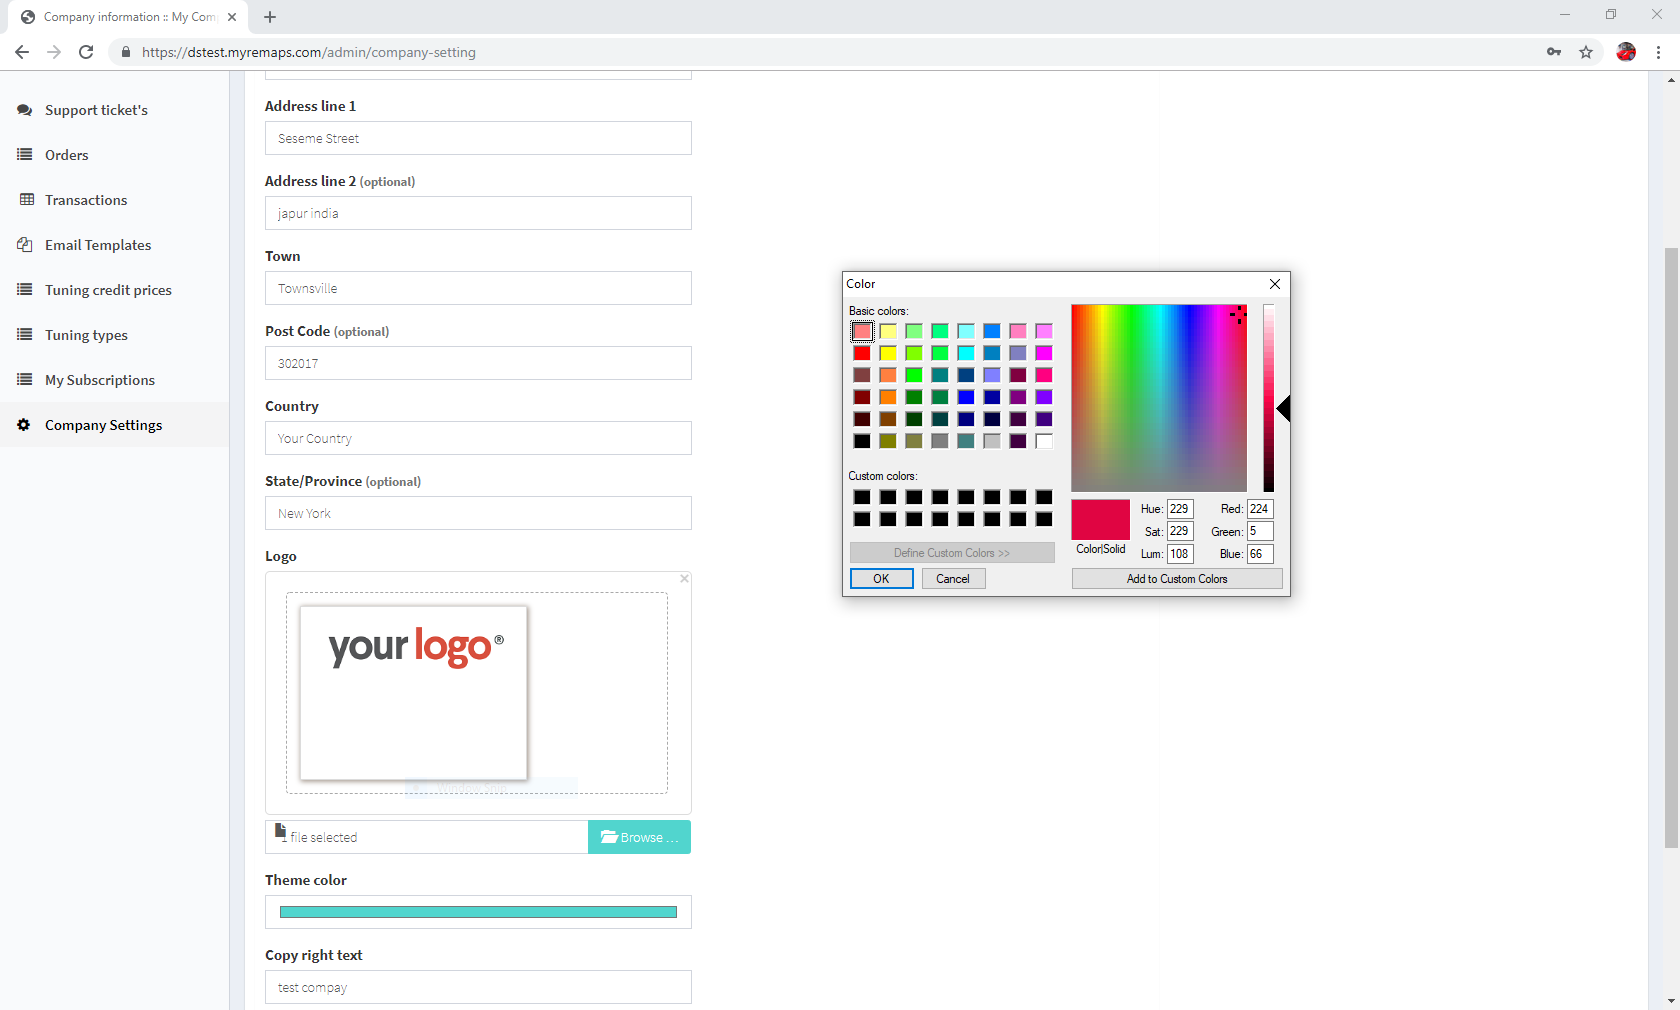 Company information :: My Com
https://dstest.myremaps.com/admin/company-setting
Support ticket's
Orders
Transactions
Email Templates
Tuning credit prices
Tuning types
My Subscriptions
Company Settings
Address line 1
Seseme Street
Address line 2 (optional)
japur india
Town
Townsville
Post Code (optional)
302017
Country
Your Country
State/Province (optional)
New York
Logo
your logo®
1 file selected
Browse ...
Theme color
Copy right text
test compay
Color
Basic colors:
Custom colors:
Define Custom Colors >>
OK
Cancel
Color|Solid
Hue: 229
Sat: 229
Lum: 108
Red: 224
Green: 5
Blue: 66
Add to Custom Colors